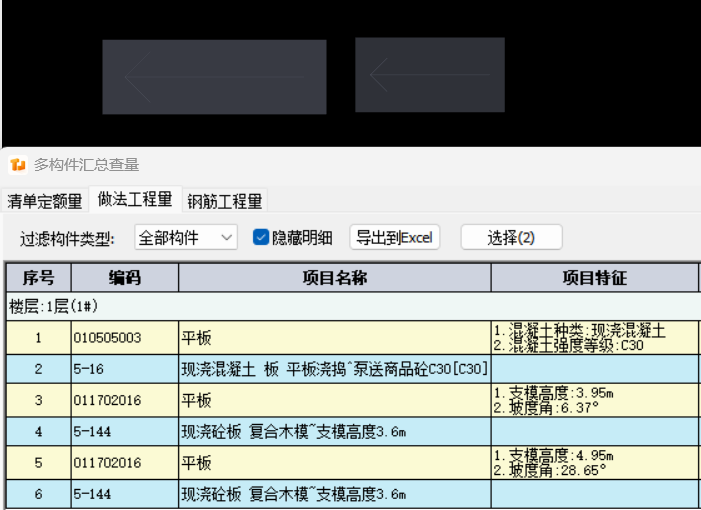 多构件汇总查量
清单定额量 做法工程量 钢筋工程量
过滤构件类型: 全部构件 隐藏明细 导出到Excel 选择(2)
序号 编码 项目名称 项目特征
楼层:1层(1#)
1 010505003 平板 1.混凝土种类:现浇混凝土
2.混凝土强度等级:C30
2 5-16 现浇混凝土 板 平板浇捣^泵送商品砼C30[C30]
3 011702016 平板 1.支模高度:3.95m
2.坡度角:6.37°
4 5-144 现浇砼板 复合木模~支模高度3.6m
5 011702016 平板 1.支模高度:4.95m
2.坡度角:28.65°
6 5-144 现浇砼板 复合木模~支模高度3.6m